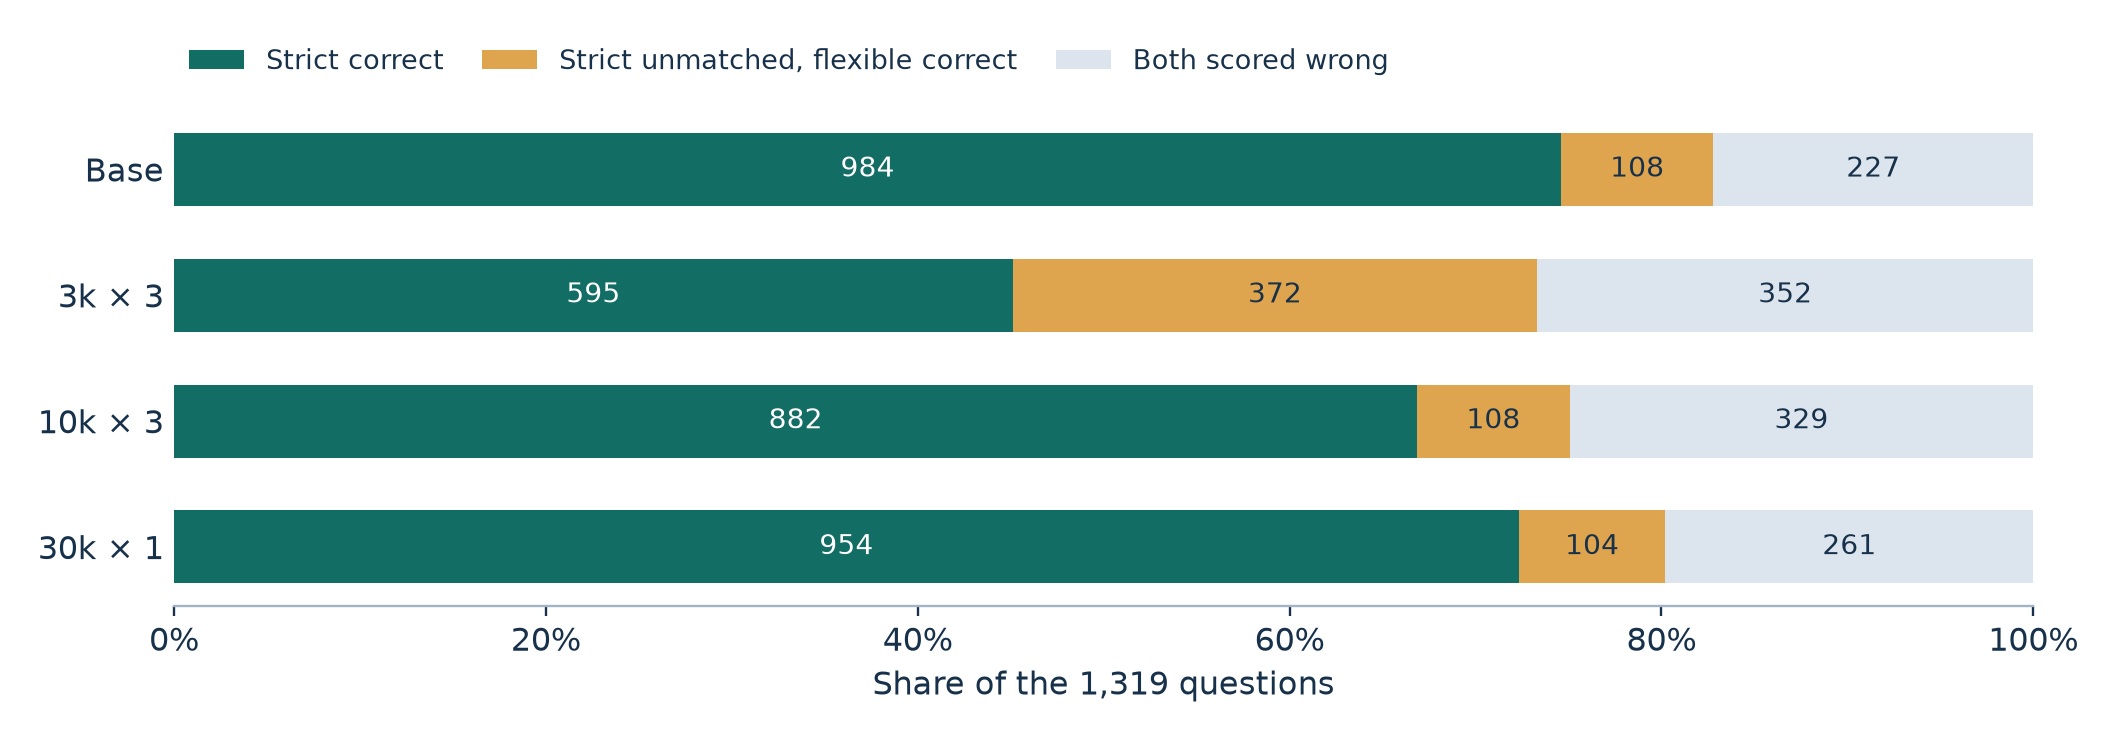 Strict correct Strict unmatched, flexible correct Both scored wrong
Base 984 108 227
3k × 3 595 372 352
10k × 3 882 108 329
30k × 1 954 104 261
0% 20% 40% 60% 80% 100%
Share of the 1,319 questions